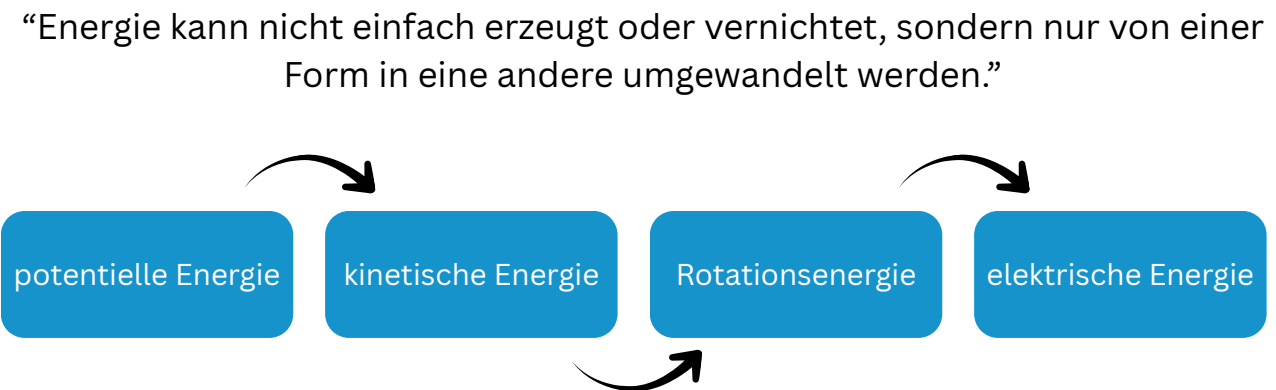 “Energie kann nicht einfach erzeugt oder vernichtet, sondern nur von einer
Form in eine andere umgewandelt werden.”
potentielle Energie
kinetische Energie
Rotationsenergie
elektrische Energie